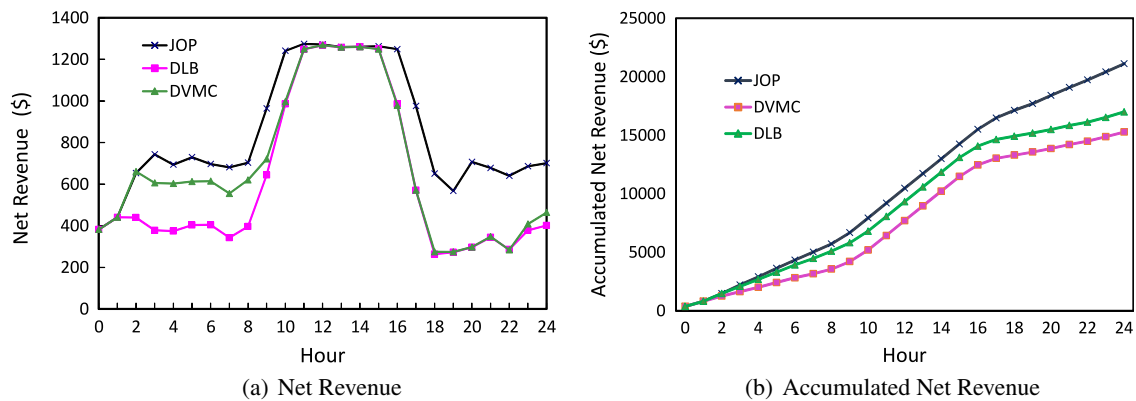 1400
1200
1000
800
600
400
200
0
Net Revenue ($)
JOP
DLB
DVMC
0 2 4 6 8 10 12 14 16 18 20 22 24
Hour
(a) Net Revenue
25000
20000
15000
10000
5000
0
Accumulated Net Revenue ($)
JOP
DVMC
DLB
0 2 4 6 8 10 12 14 16 18 20 22 24
Hour
(b) Accumulated Net Revenue